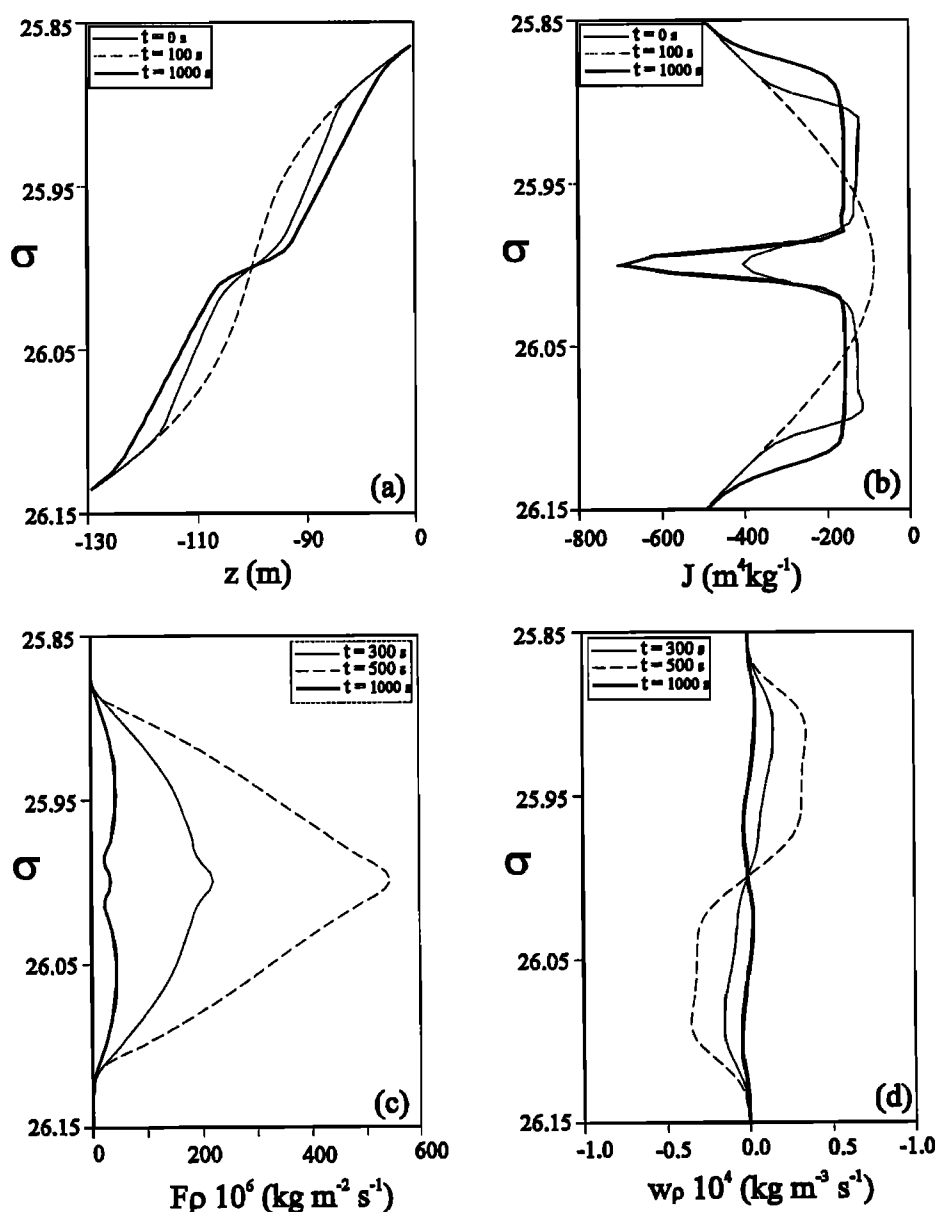 25.85
t = 0 s
t = 100 s
t = 1000 s
25.95
σ
26.05
26.15
(a)
-130 -110 -90 0
z (m)
25.85
t = 0 s
t = 100 s
t = 1000 s
25.95
σ
26.05
26.15
(b)
-800 -600 -400 -200 0
J (m⁴kg⁻¹)
25.85
t = 300 s
t = 500 s
t = 1000 s
25.95
σ
26.05
26.15
(c)
0 200 400 600
Fρ 10⁶ (kg m⁻² s⁻¹)
25.85
t = 300 s
t = 500 s
t = 1000 s
25.95
σ
26.05
26.15
(d)
-1.0 -0.5 0.0 0.5 -1.0
wρ 10⁴ (kg m⁻³ s⁻¹)